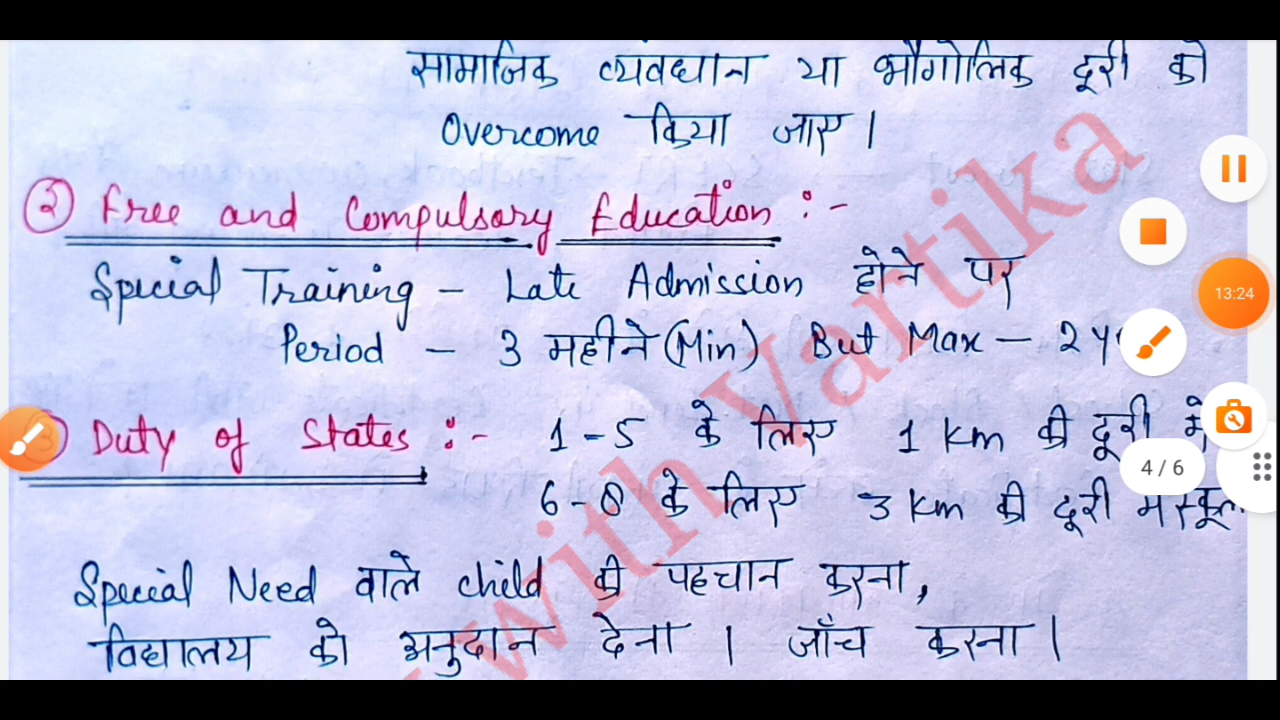 सामाजिक व्यवधान या भौगोलिक दूरी को
Overcome किया जाए।
② Free and Compulsory Education :-
Special Training - Late Admission होने पर
Period - 3 महीने (Min) But Max - 2 y
Duty of States :- 1-5 के लिए 1 Km की दूरी में
6-8 के लिए 3 Km की दूरी में स्कूल
Special Need वाले child की पहचान करना,
विद्यालय को अनुदान देना। जाँच करना।
with Vartika
13:24
4 / 6